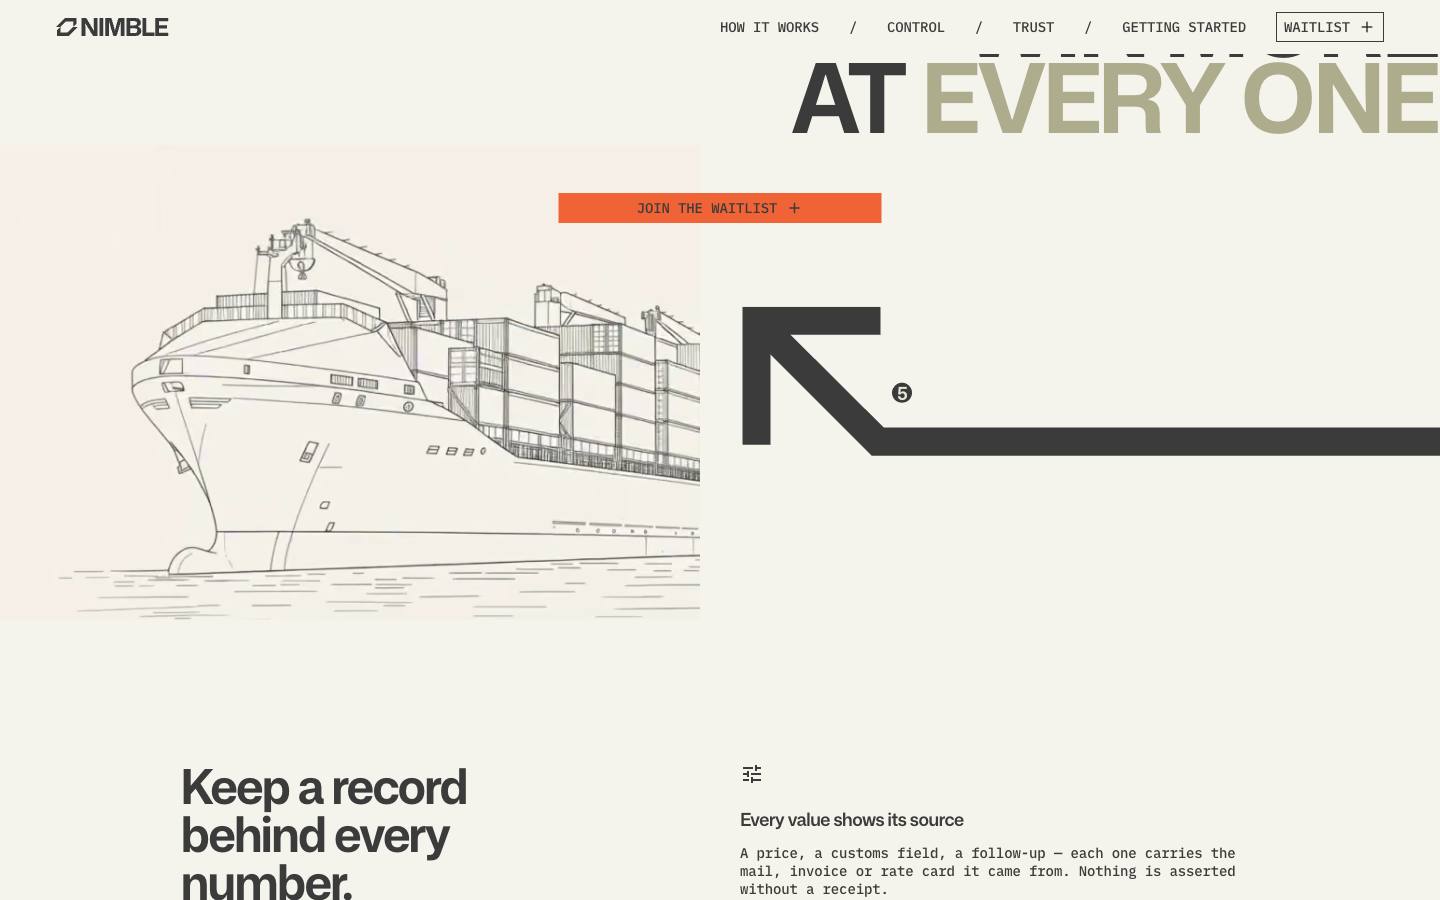 NIMBLE
HOW IT WORKS / CONTROL / TRUST / GETTING STARTED WAITLIST +
AT EVERY ONE
JOIN THE WAITLIST +
5
Keep a record
behind every
number.
Every value shows its source
A price, a customs field, a follow-up — each one carries the
mail, invoice or rate card it came from. Nothing is asserted
without a receipt.